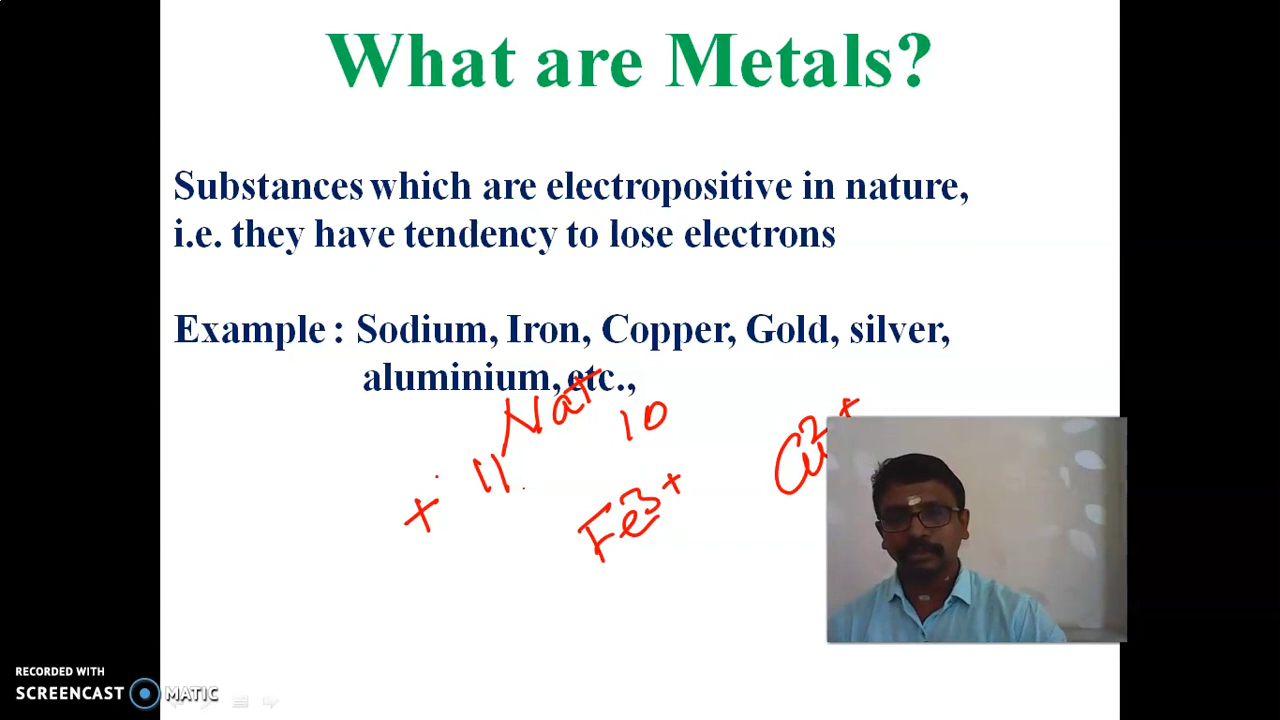 What are Metals?
Substances which are electropositive in nature,
i.e. they have tendency to lose electrons
Example : Sodium, Iron, Copper, Gold, silver,
aluminium, etc.,
Na+
10
11
+
Cu2+
Fe3+
RECORDED WITH
SCREENCAST MATIC